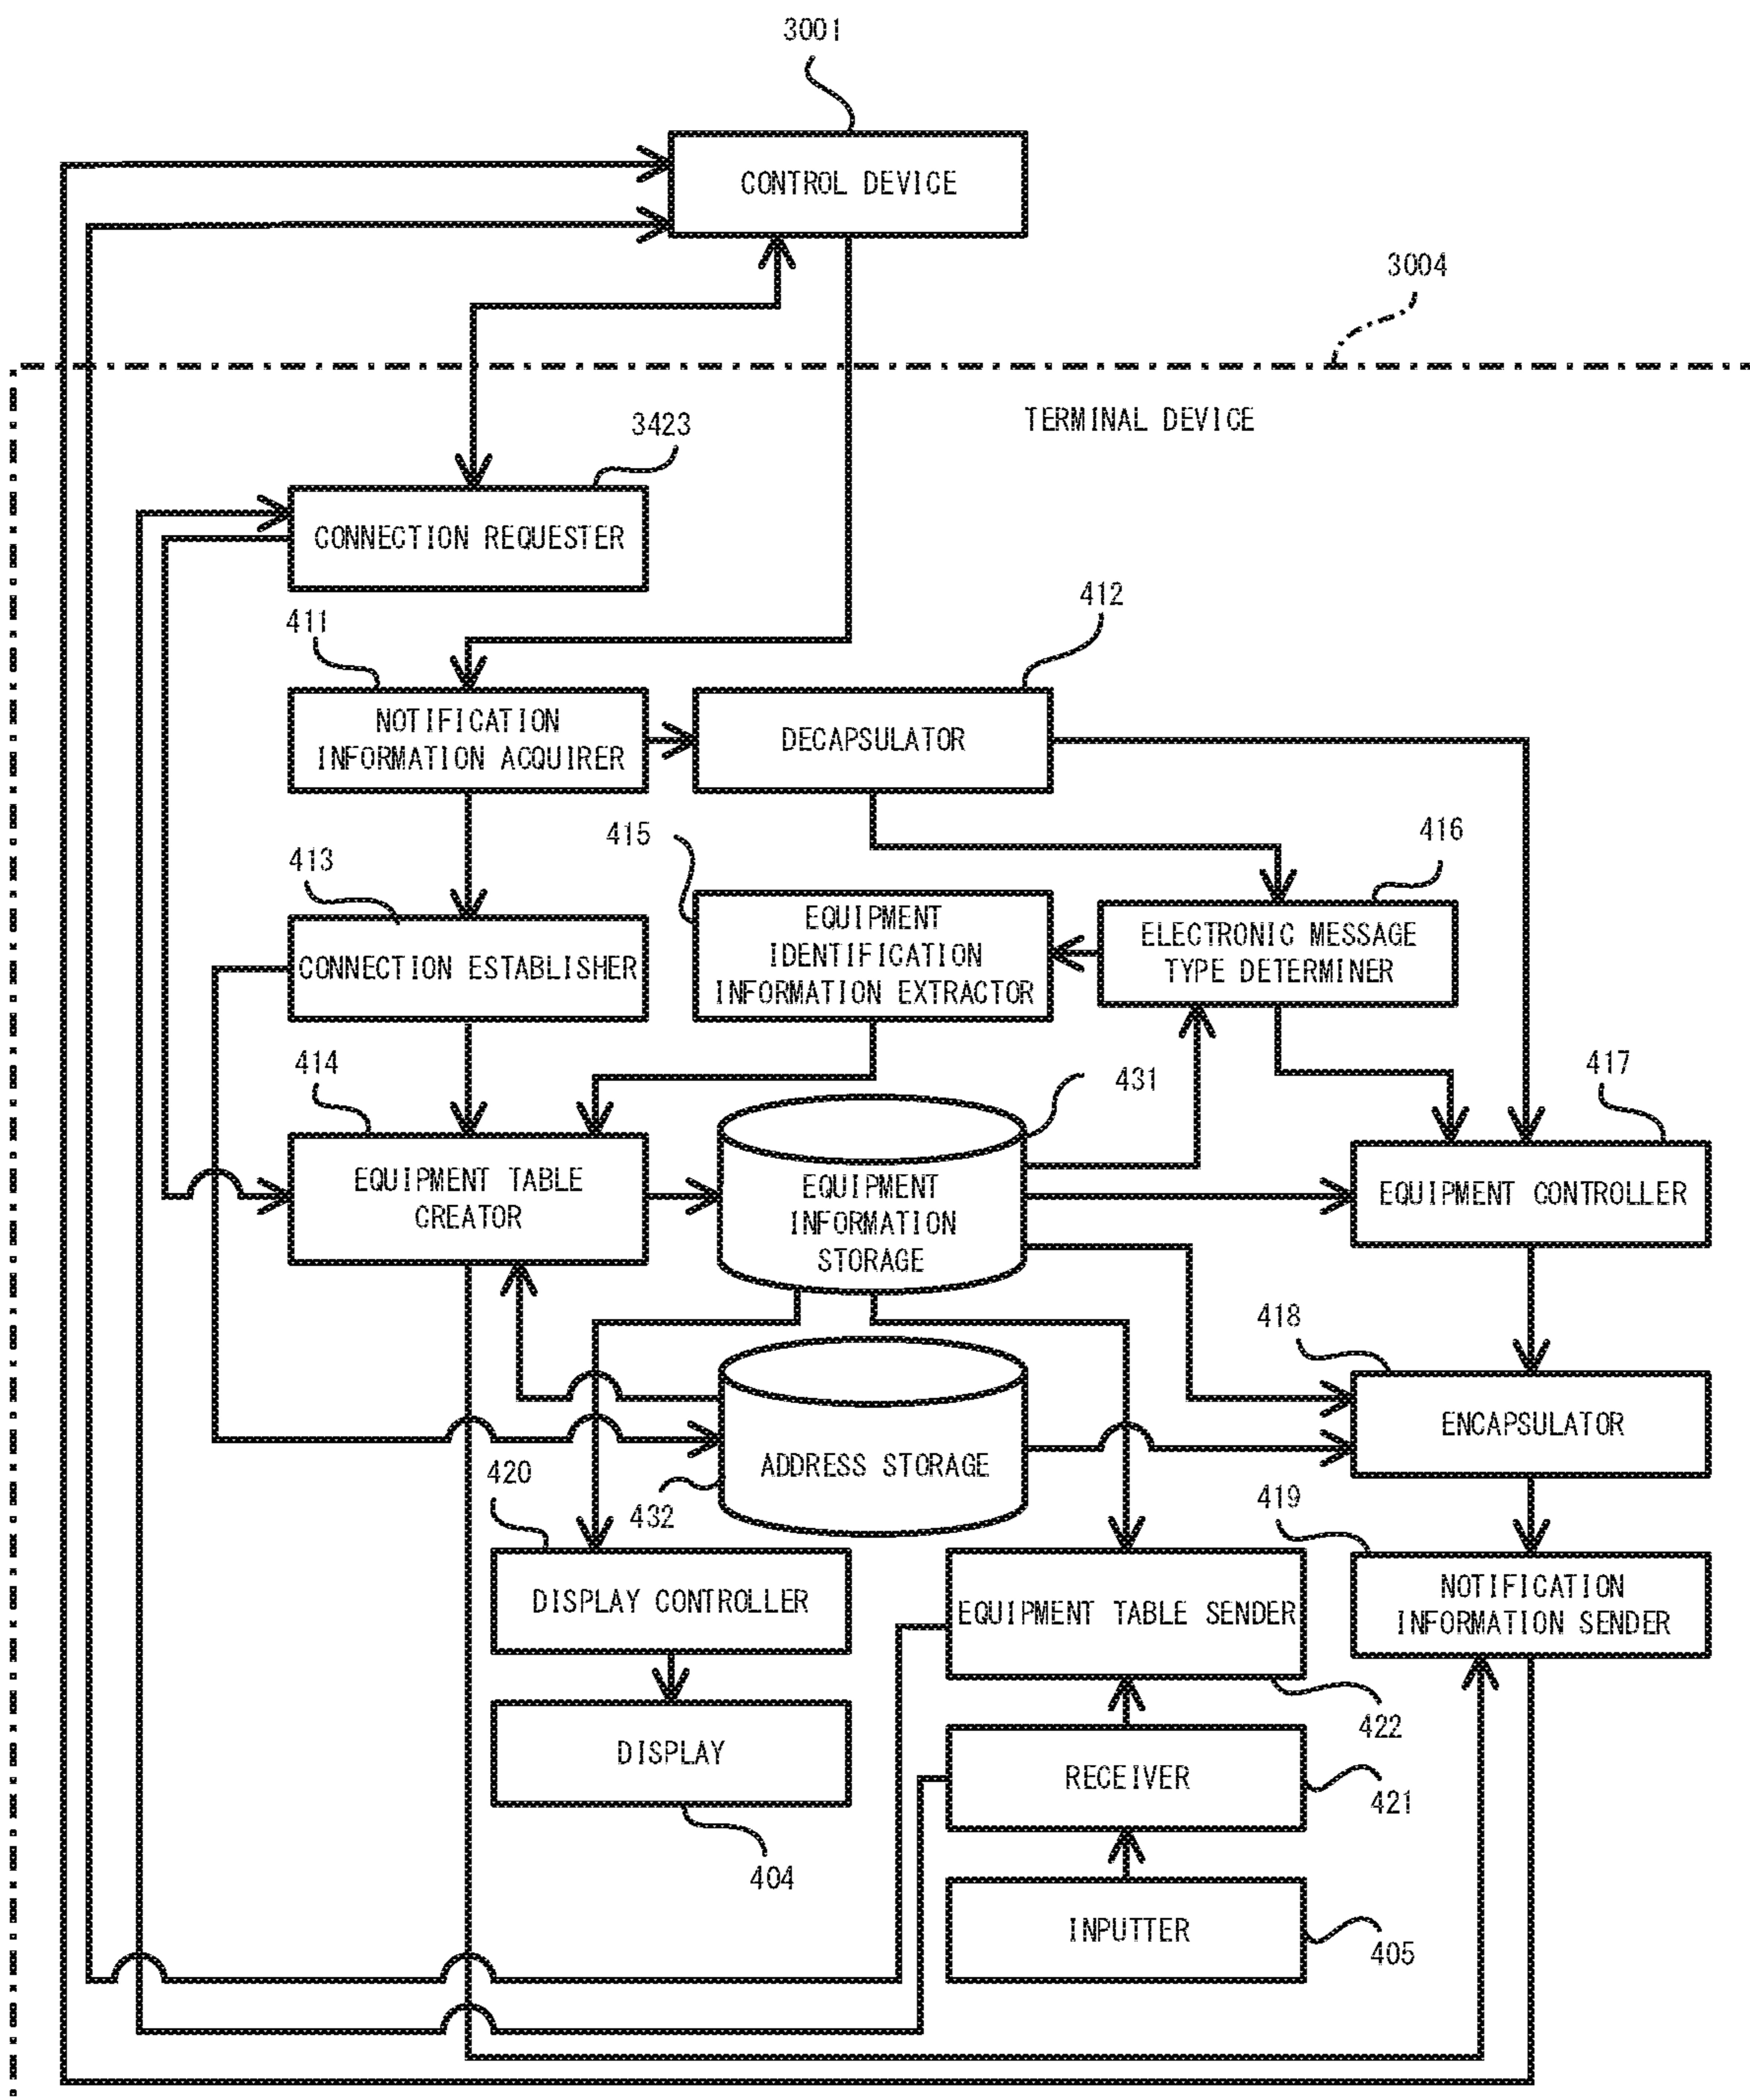 3001
CONTROL DEVICE
3004
TERMINAL DEVICE
3423
CONNECTION REQUESTER
411
412
NOTIFICATION
INFORMATION ACQUIRER
DECAPSULATOR
415
416
413
EQUIPMENT
IDENTIFICATION
INFORMATION EXTRACTOR
ELECTRONIC MESSAGE
TYPE DETERMINER
CONNECTION ESTABLISHER
414
431
417
EQUIPMENT TABLE
CREATOR
EQUIPMENT
INFORMATION
STORAGE
EQUIPMENT CONTROLLER
418
ENCAPSULATOR
ADDRESS STORAGE
420
432
419
DISPLAY CONTROLLER
EQUIPMENT TABLE SENDER
NOTIFICATION
INFORMATION SENDER
422
DISPLAY
RECEIVER
421
404
INPUTTER
405